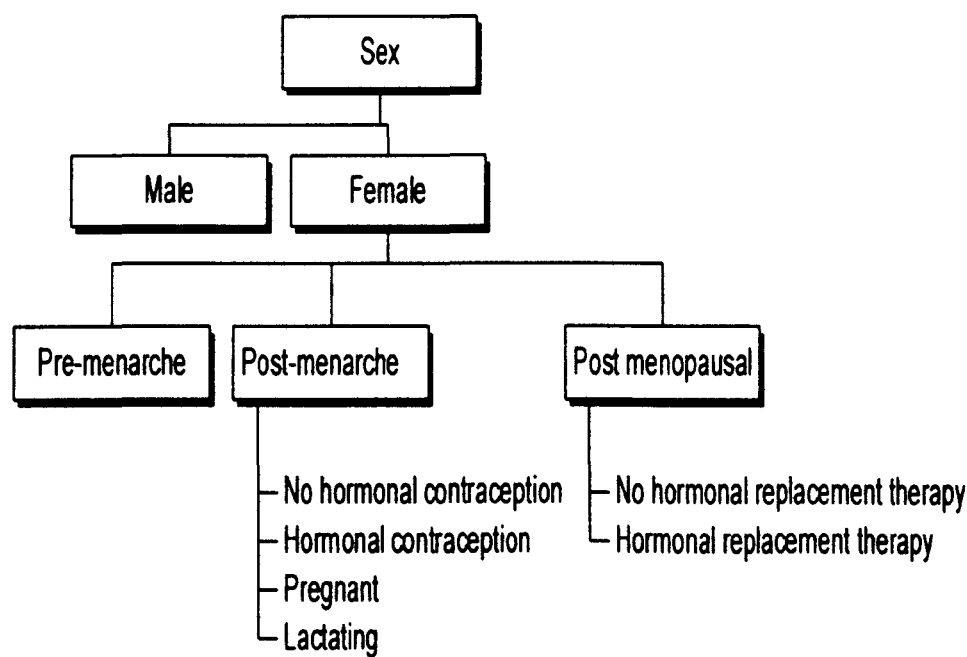 Sex
Male
Female
Pre-menarche
Post-menarche
Post menopausal
No hormonal contraception
Hormonal contraception
Pregnant
Lactating
No hormonal replacement therapy
Hormonal replacement therapy